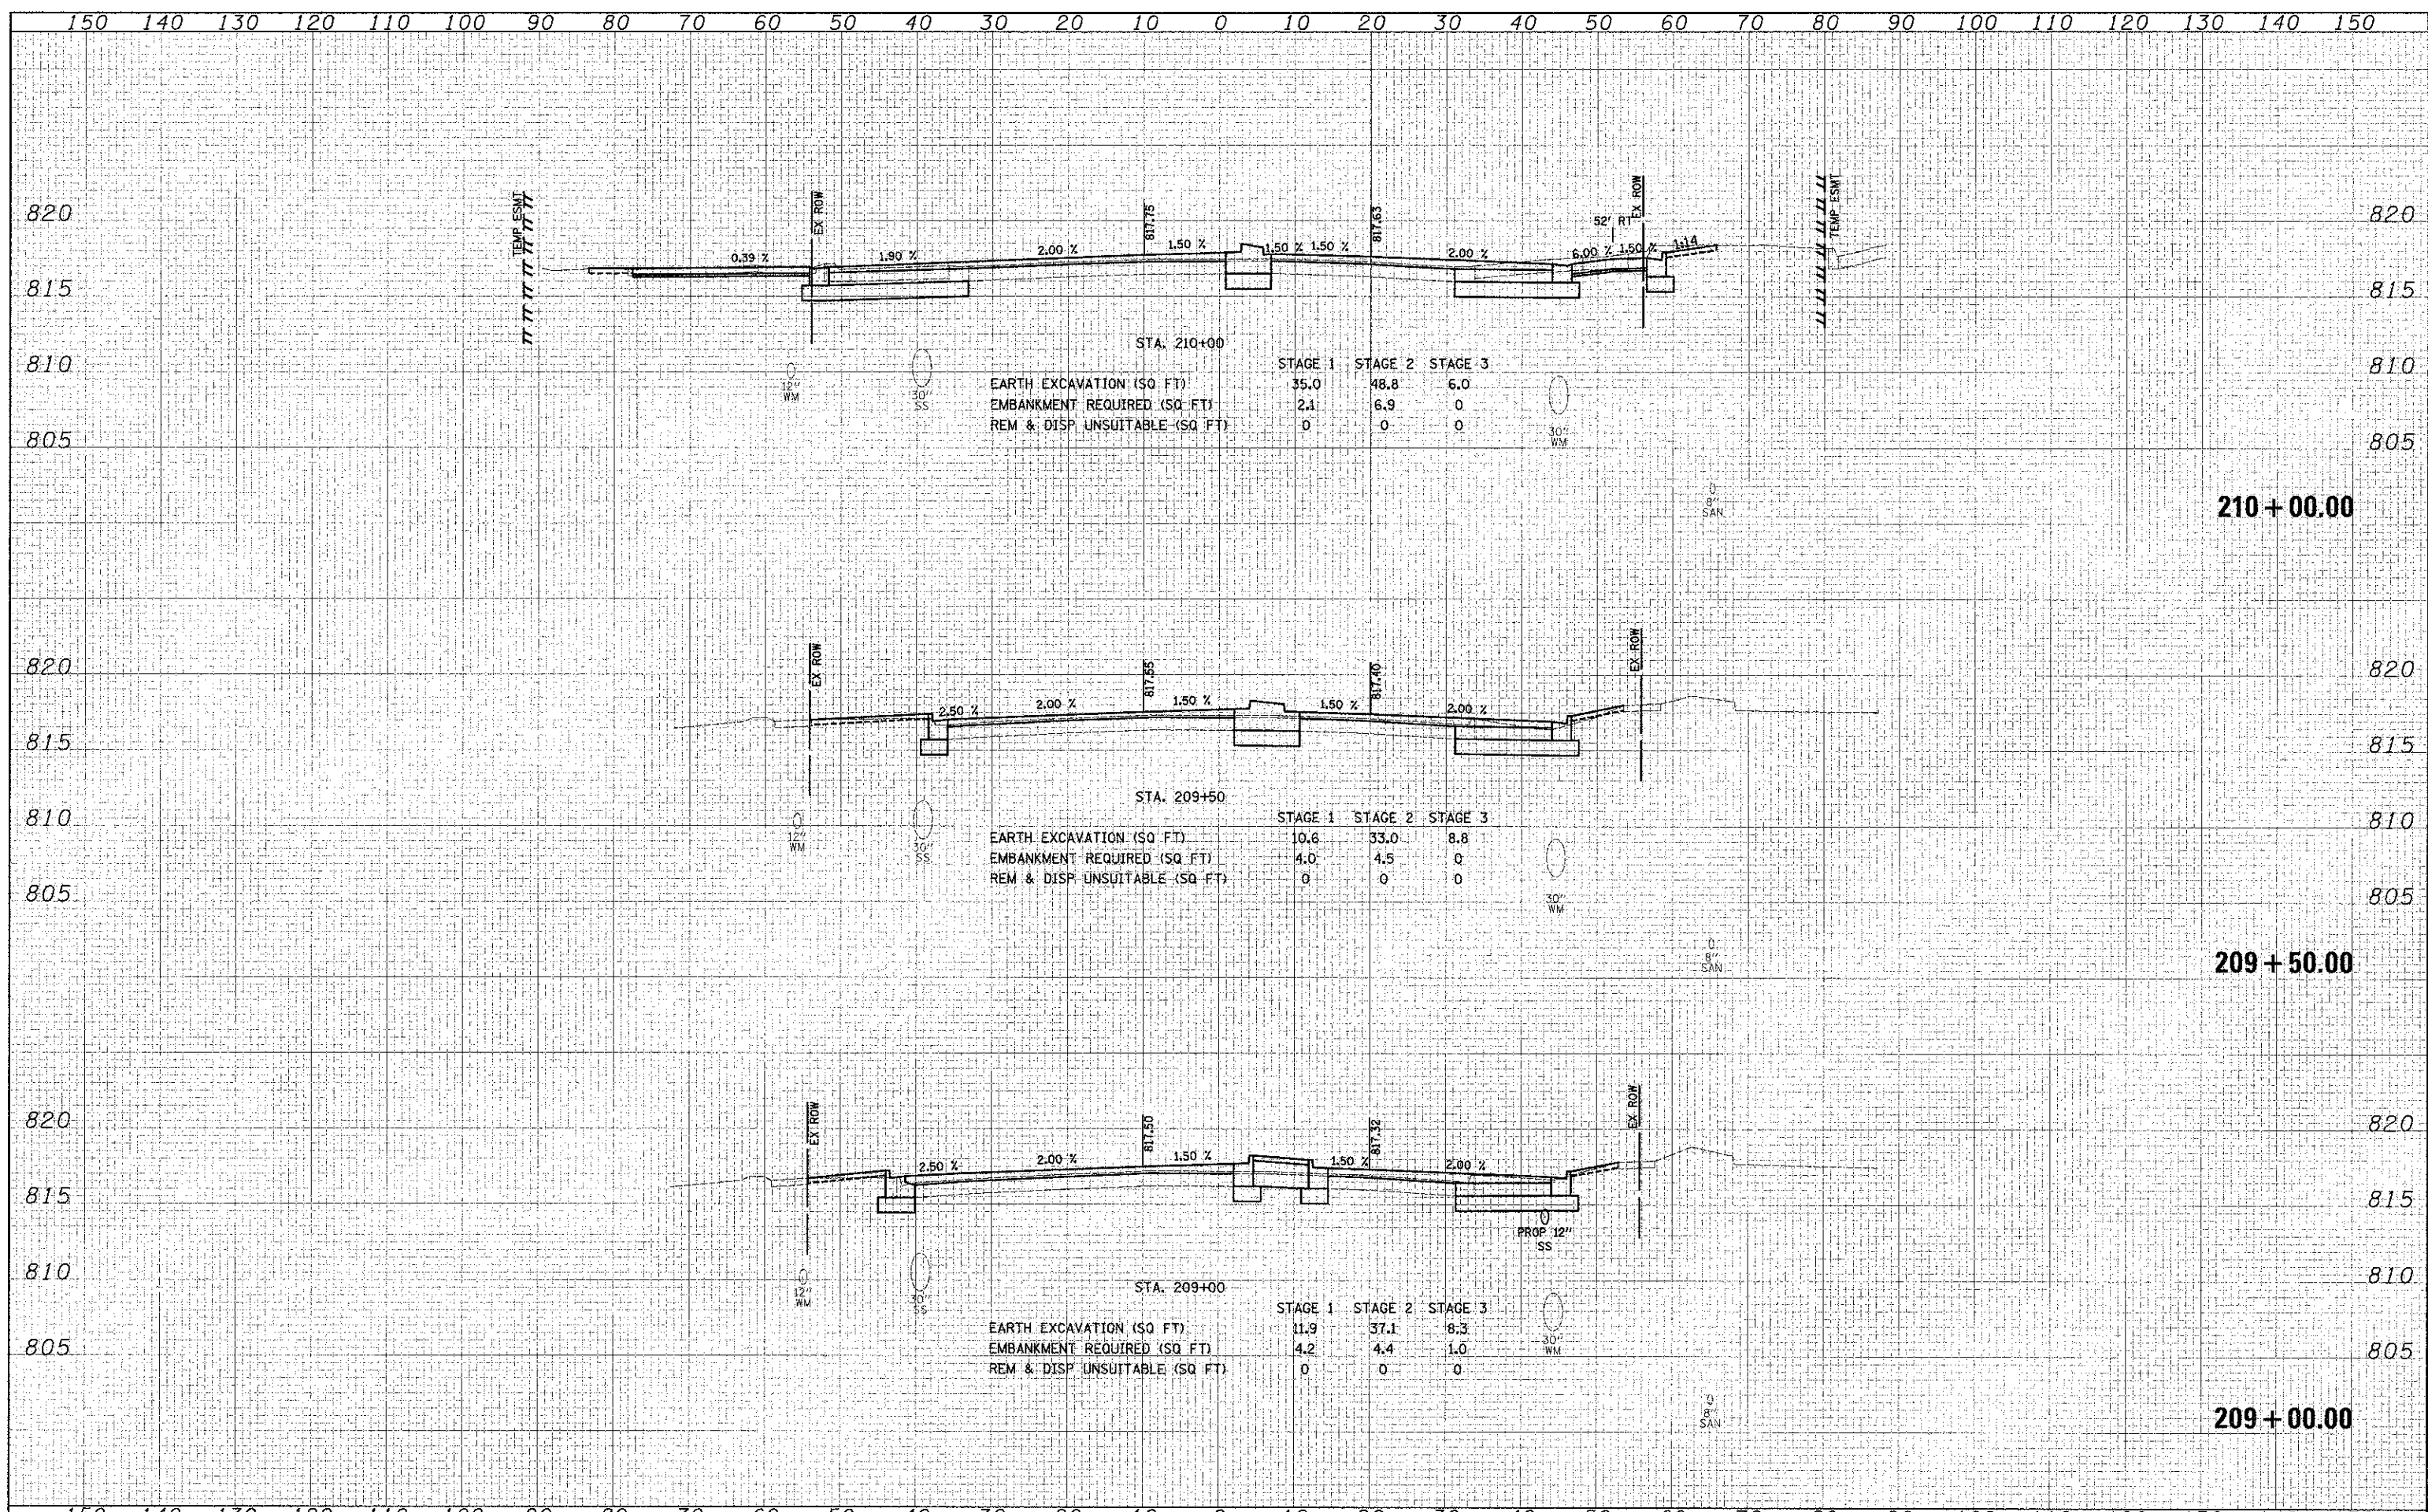 150 140 130 120 110 100 90 80 70 60 50 40 30 20 10 0 10 20 30 40 50 60 70 80 90 100 110 120 130 140 150
TEMP ESMT
EX ROW
817.75
817.63
52' RT
EX ROW
TEMP ESMT
820 820
0.39 % 1.90 % 2.00 % 1.50 % 1.50 % 1.50 % 2.00 % 6.00 % 1.50 % 1.14
815 815
STA. 210+00
810 810
12" WM
30" SS
STAGE 1 STAGE 2 STAGE 3
EARTH EXCAVATION (SQ FT) 35.0 48.8 6.0
EMBANKMENT REQUIRED (SQ FT) 2.1 6.9 0
REM & DISP UNSUITABLE (SQ FT) 0 0 0
30" WM
805 805
8" SAN
210+00.00
EX ROW
817.55
817.40
EX ROW
820 820
2.50 % 2.00 % 1.50 % 1.50 % 2.00 %
815 815
STA. 209+50
810 810
12" WM
30" SS
STAGE 1 STAGE 2 STAGE 3
EARTH EXCAVATION (SQ FT) 10.6 33.0 8.8
EMBANKMENT REQUIRED (SQ FT) 4.0 4.5 0
REM & DISP UNSUITABLE (SQ FT) 0 0 0
30" WM
805 805
8" SAN
209+50.00
EX ROW
817.50
817.32
EX ROW
820 820
2.50 % 2.00 % 1.50 % 1.50 % 2.00 %
815 815
PROP 12" SS
810 810
STA. 209+00
12" WM
30" SS
STAGE 1 STAGE 2 STAGE 3
EARTH EXCAVATION (SQ FT) 11.9 37.1 8.3
EMBANKMENT REQUIRED (SQ FT) 4.2 4.4 1.0
REM & DISP UNSUITABLE (SQ FT) 0 0 0
30" WM
805 805
8" SAN
209+00.00